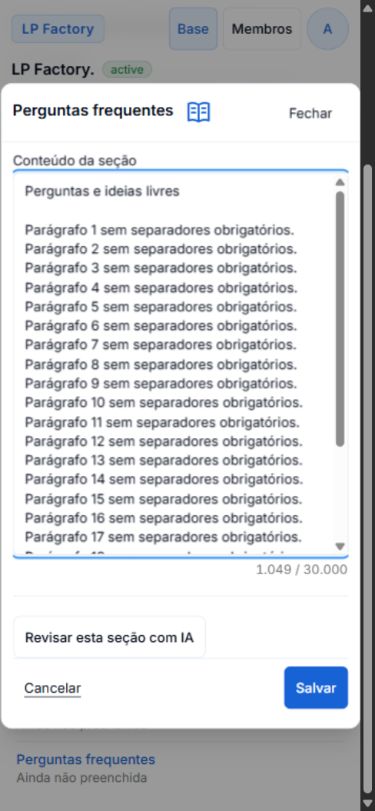 LP Factory
Base
Membros
A
LP Factory.
active
Perguntas frequentes
Fechar
Conteúdo da seção
Perguntas e ideias livres
Parágrafo 1 sem separadores obrigatórios.
Parágrafo 2 sem separadores obrigatórios.
Parágrafo 3 sem separadores obrigatórios.
Parágrafo 4 sem separadores obrigatórios.
Parágrafo 5 sem separadores obrigatórios.
Parágrafo 6 sem separadores obrigatórios.
Parágrafo 7 sem separadores obrigatórios.
Parágrafo 8 sem separadores obrigatórios.
Parágrafo 9 sem separadores obrigatórios.
Parágrafo 10 sem separadores obrigatórios.
Parágrafo 11 sem separadores obrigatórios.
Parágrafo 12 sem separadores obrigatórios.
Parágrafo 13 sem separadores obrigatórios.
Parágrafo 14 sem separadores obrigatórios.
Parágrafo 15 sem separadores obrigatórios.
Parágrafo 16 sem separadores obrigatórios.
Parágrafo 17 sem separadores obrigatórios.
1.049 / 30.000
Revisar esta seção com IA
Cancelar
Salvar
Perguntas frequentes
Ainda não preenchida